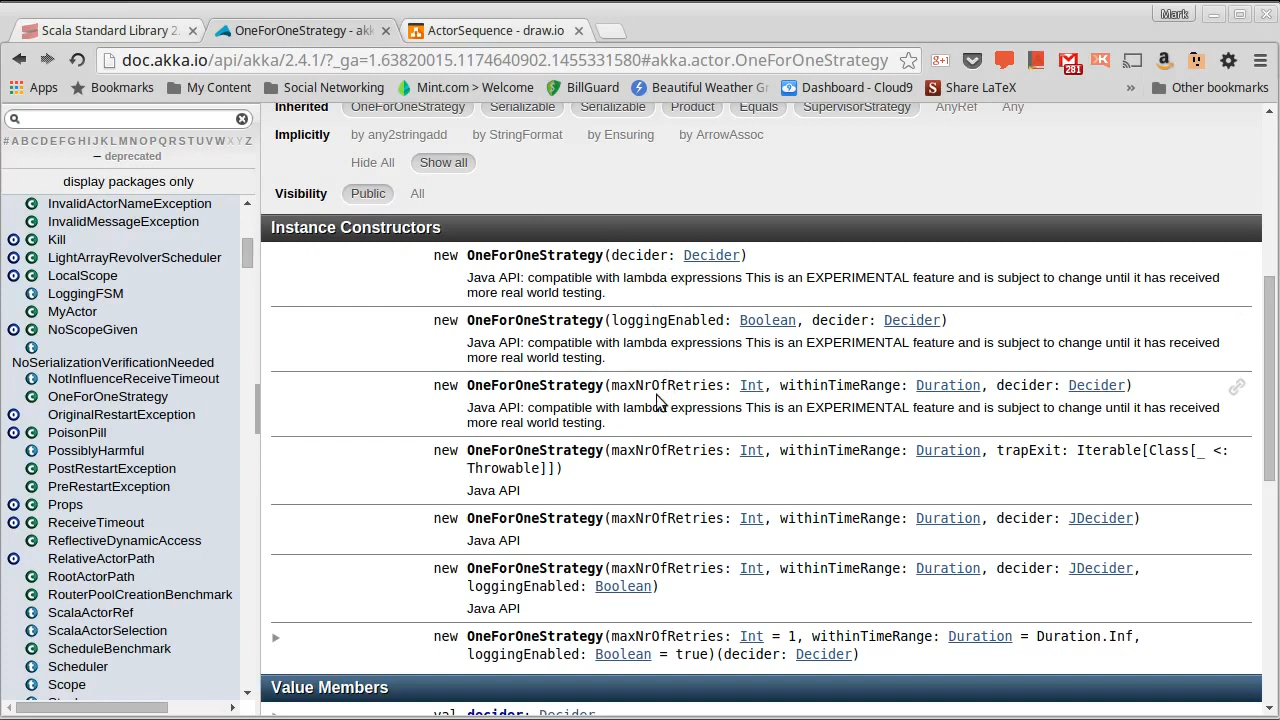 Mark
Scala Standard Library 2.
OneForOneStrategy - akk
ActorSequence - draw.io
doc.akka.io/api/akka/2.4.1/?_ga=1.63820015.1174640902.1455331580#akka.actor.OneForOneStrategy
281
Apps Bookmarks My Content Social Networking Mint.com > Welcome BillGuard Beautiful Weather Gr Dashboard - Cloud9 Share LaTeX » Other bookmarks
#ABCDEFGHIJKLMNOPQRSTUVWXYZ
– deprecated
display packages only
InvalidActorNameException
InvalidMessageException
Kill
LightArrayRevolverScheduler
LocalScope
LoggingFSM
MyActor
NoScopeGiven
NoSerializationVerificationNeeded
NotInfluenceReceiveTimeout
OneForOneStrategy
OriginalRestartException
PoisonPill
PossiblyHarmful
PostRestartException
PreRestartException
Props
ReceiveTimeout
ReflectiveDynamicAccess
RelativeActorPath
RootActorPath
RouterPoolCreationBenchmark
ScalaActorRef
ScalaActorSelection
ScheduleBenchmark
Scheduler
Scope
Inherited OneForOneStrategy Serializable Serializable Product Equals SupervisorStrategy AnyRef Any
Implicitly by any2stringadd by StringFormat by Ensuring by ArrowAssoc
Hide All Show all
Visibility Public All
Instance Constructors
new OneForOneStrategy(decider: Decider)
Java API: compatible with lambda expressions This is an EXPERIMENTAL feature and is subject to change until it has received
more real world testing.
new OneForOneStrategy(loggingEnabled: Boolean, decider: Decider)
Java API: compatible with lambda expressions This is an EXPERIMENTAL feature and is subject to change until it has received
more real world testing.
new OneForOneStrategy(maxNrOfRetries: Int, withinTimeRange: Duration, decider: Decider)
Java API: compatible with lambda expressions This is an EXPERIMENTAL feature and is subject to change until it has received
more real world testing.
new OneForOneStrategy(maxNrOfRetries: Int, withinTimeRange: Duration, trapExit: Iterable[Class[_ <:
Throwable]])
Java API
new OneForOneStrategy(maxNrOfRetries: Int, withinTimeRange: Duration, decider: JDecider)
Java API
new OneForOneStrategy(maxNrOfRetries: Int, withinTimeRange: Duration, decider: JDecider,
loggingEnabled: Boolean)
Java API
new OneForOneStrategy(maxNrOfRetries: Int = 1, withinTimeRange: Duration = Duration.Inf,
loggingEnabled: Boolean = true)(decider: Decider)
Value Members
val decider: Decider